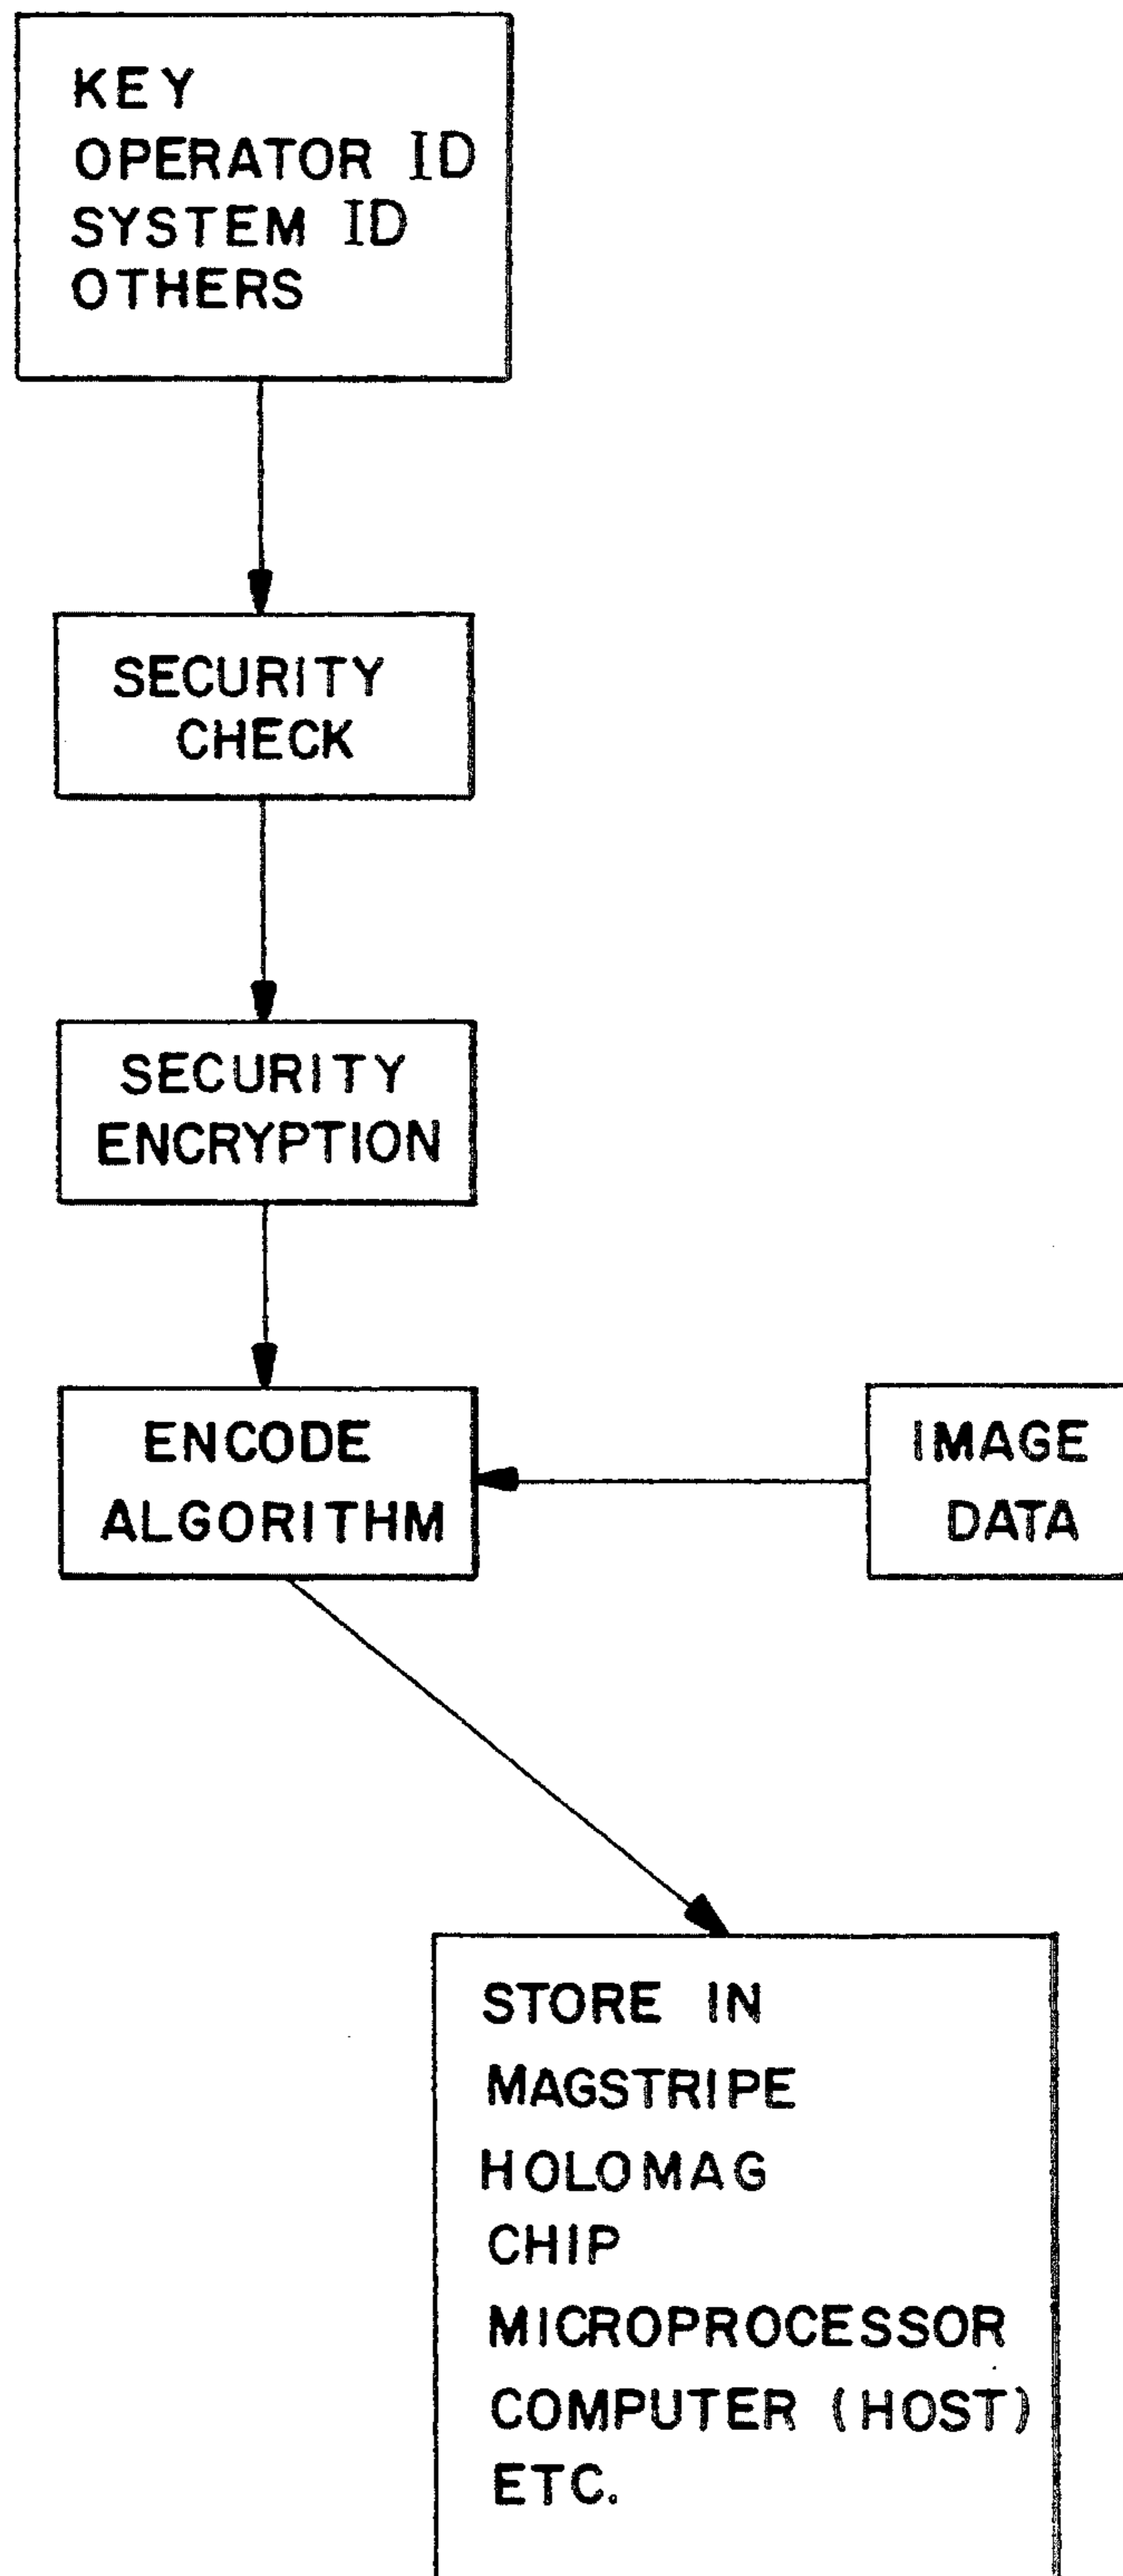 KEY
OPERATOR ID
SYSTEM ID
OTHERS
SECURITY
CHECK
SECURITY
ENCRYPTION
ENCODE
ALGORITHM
IMAGE
DATA
STORE IN
MAGSTRIPE
HOLOMAG
CHIP
MICROPROCESSOR
COMPUTER (HOST)
ETC.